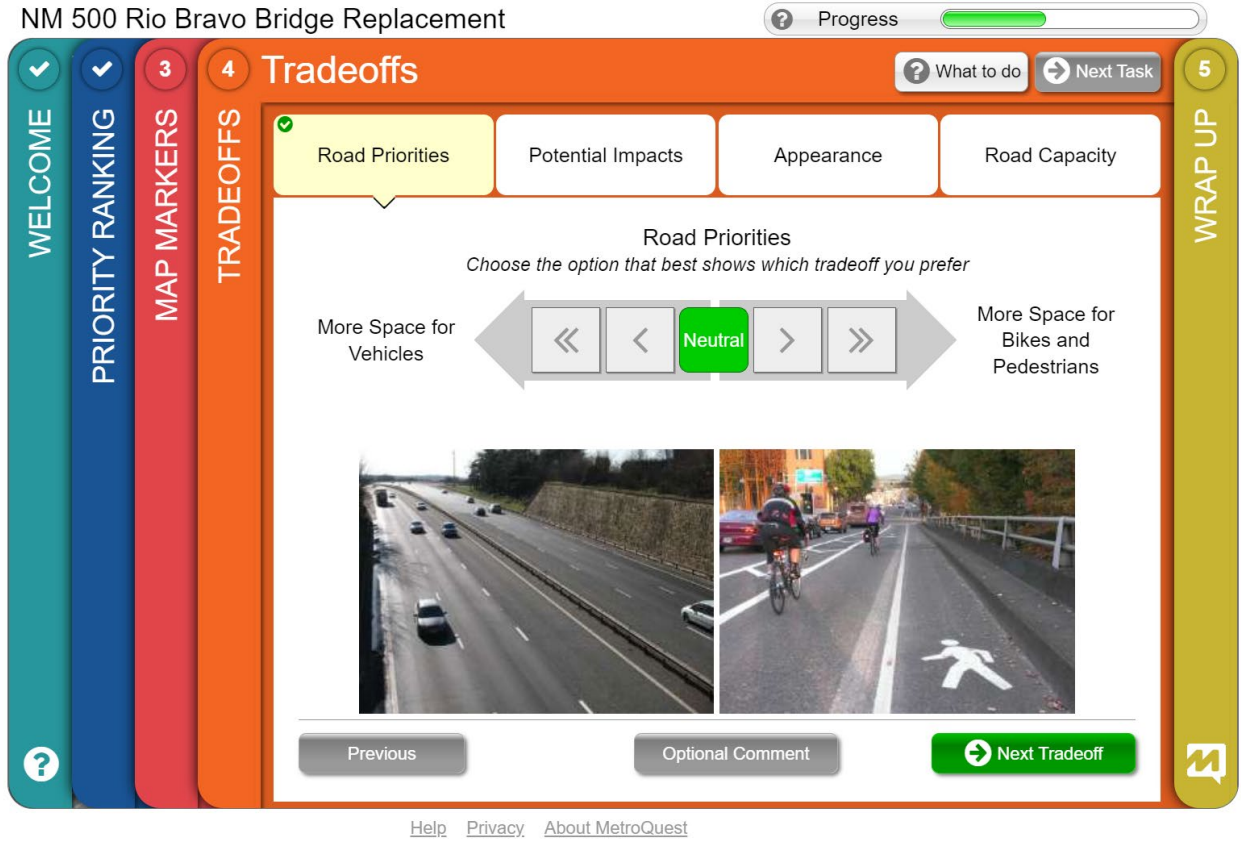 NM 500 Rio Bravo Bridge Replacement
? Progress
WELCOME
?
PRIORITY RANKING
3
MAP MARKERS
4
TRADEOFFS
Tradeoffs
? What to do
Next Task
5
WRAP UP
Road Priorities
Potential Impacts
Appearance
Road Capacity
Road Priorities
Choose the option that best shows which tradeoff you prefer
More Space for
Vehicles
Neutral
More Space for
Bikes and
Pedestrians
Previous
Optional Comment
Next Tradeoff
Help Privacy About MetroQuest